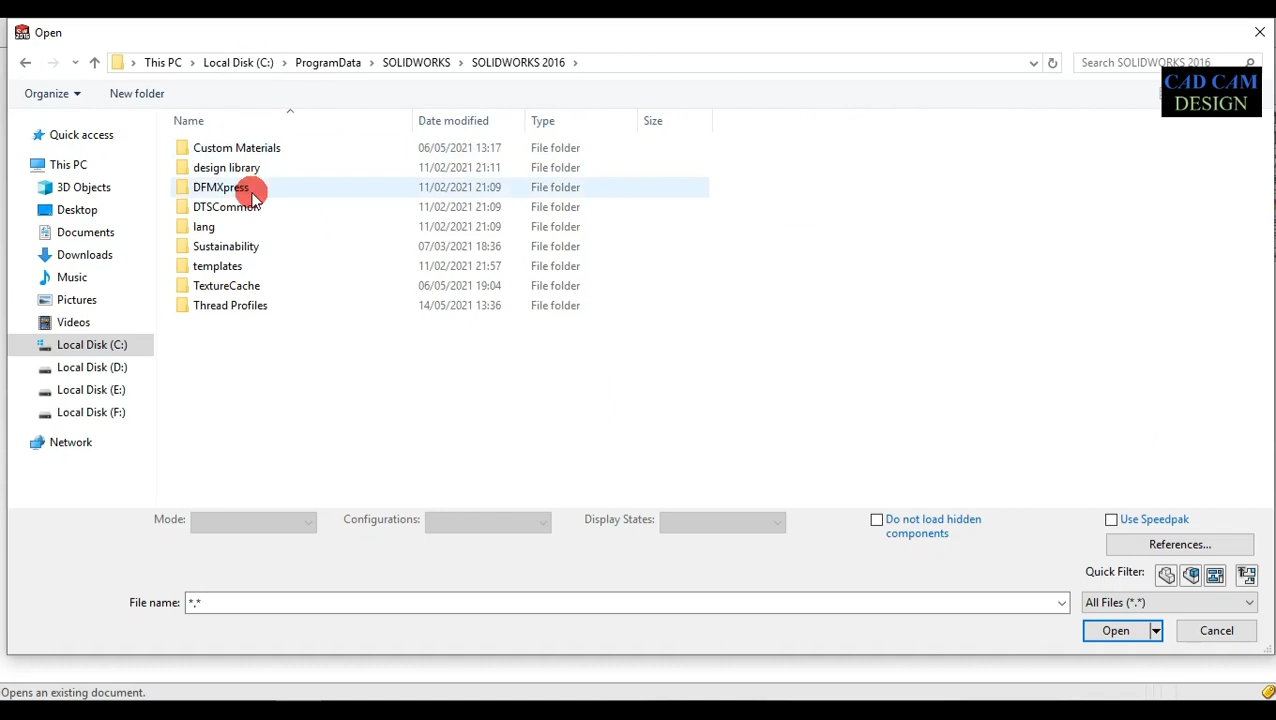 Open
This PC > Local Disk (C:) > ProgramData > SOLIDWORKS > SOLIDWORKS 2016 >
Search SOLIDWORKS 2016
CAD CAM
DESIGN
Organize
New folder
Name Date modified Type Size
Quick access
This PC
3D Objects
Desktop
Documents
Downloads
Music
Pictures
Videos
Local Disk (C:)
Local Disk (D:)
Local Disk (E:)
Local Disk (F:)
Network
Custom Materials 06/05/2021 13:17 File folder
design library 11/02/2021 21:11 File folder
DFMXpress 11/02/2021 21:09 File folder
DTSCommon 11/02/2021 21:09 File folder
lang 11/02/2021 21:09 File folder
Sustainability 07/03/2021 18:36 File folder
templates 11/02/2021 21:57 File folder
TextureCache 06/05/2021 19:04 File folder
Thread Profiles 14/05/2021 13:36 File folder
Mode:
Configurations:
Display States:
Do not load hidden
components
Use Speedpak
References...
Quick Filter:
File name: *.*
All Files (*.*)
Open
Cancel
Opens an existing document.